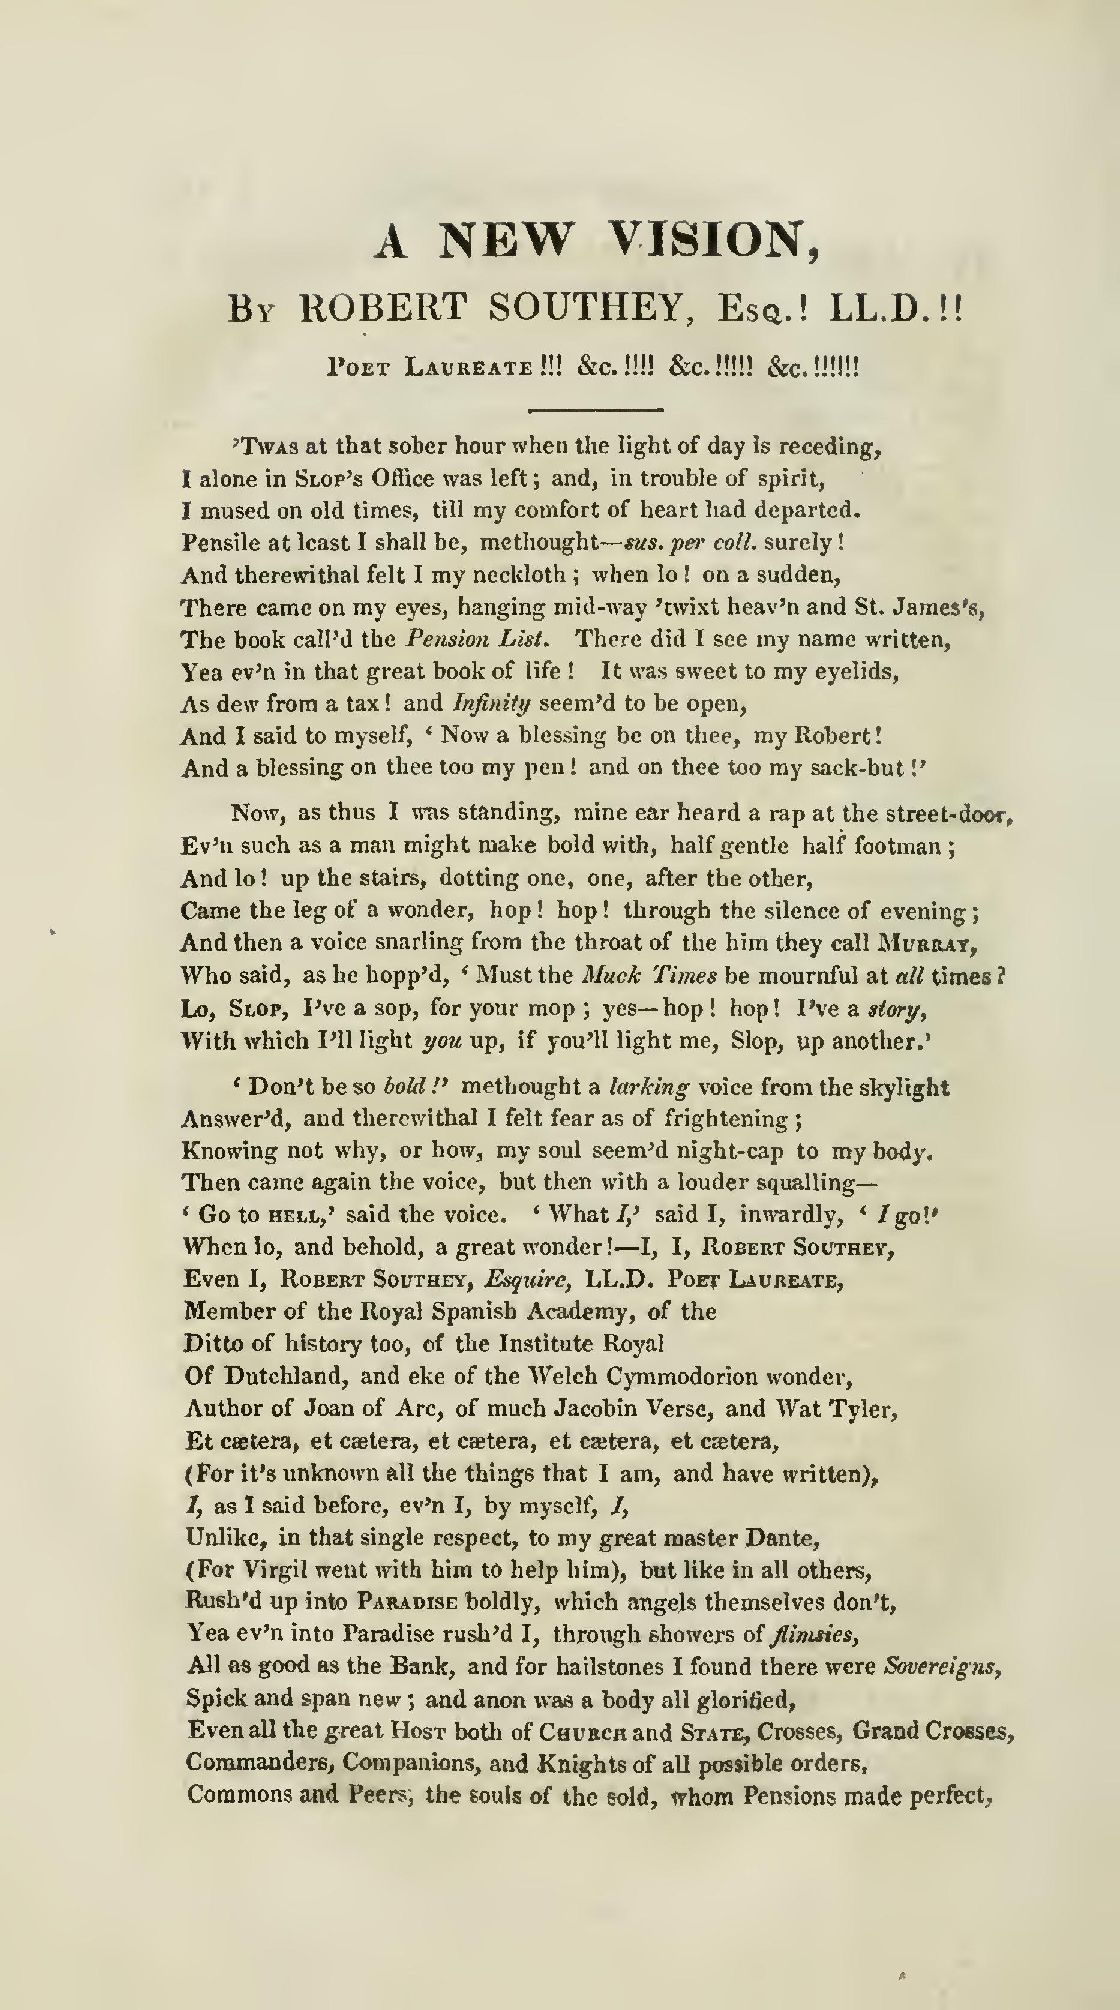 A NEW VISION,
By ROBERT SOUTHEY, Esq.! LL.D.!!
Poet Laureate!!! &c.!!!! &c.!!!!! &c.!!!!!!
’Twas at that sober hour when the light of day is receding,
I alone in Slop’s Office was left; and, in trouble of spirit,
I mused on old times, till my comfort of heart had departed.
Pensile at least I shall be, methought—sus. per coll. surely!
And therewithal felt I my neckloth; when lo! on a sudden,
There came on my eyes, hanging mid-way ’twixt heav’n and St. James’s,
The book call’d the Pension List. There did I see my name written,
Yea ev’n in that great book of life! It was sweet to my eyelids,
As dew from a tax! and Infinity seem’d to be open,
And I said to myself, ‘Now a blessing be on thee, my Robert!
And a blessing on thee too my pen! and on thee too my sack-but!’
Now, as thus I was standing, mine ear heard a rap at the street-door,
Ev’n such as a man might make bold with, half gentle half footman;
And lo! up the stairs, dotting one, one, after the other,
Came the leg of a wonder, hop! hop! through the silence of evening;
And then a voice snarling from the throat of the him they call Murray,
Who said, as he hopp’d, ‘Must the Muck Times be mournful at all times?
Lo, Slop, I’ve a sop, for your mop; yes—hop! hop! I’ve a story,
With which I’ll light you up, if you’ll light me, Slop, up another.’
‘Don’t be so bold!’ methought a larking voice from the skylight
Answer’d, and therewithal I felt fear as of frightening;
Knowing not why, or how, my soul seem’d night-cap to my body.
Then came again the voice, but then with a louder squalling—
‘Go to hell,’ said the voice. ‘What I,’ said I, inwardly, ‘I go!’
When lo, and behold, a great wonder!—I, I, Robert Southey,
Even I, Robert Southey, Esquire, LL.D. Poet Laureate,
Member of the Royal Spanish Academy, of the
Ditto of history too, of the Institute Royal
Of Dutchland, and eke of the Welch Cymmodorion wonder,
Author of Joan of Arc, of much Jacobin Verse, and Wat Tyler,
Et cætera, et cætera, et cætera, et cætera, et cætera,
(For it’s unknown all the things that I am, and have written),
I, as I said before, ev’n I, by myself, I,
Unlike, in that single respect, to my great master Dante,
(For Virgil went with him to help him), but like in all others,
Rush’d up into Paradise boldly, which angels themselves don’t,
Yea ev’n into Paradise rush’d I, through showers of flimsies,
All as good as the Bank, and for hailstones I found there were Sovereigns,
Spick and span new; and anon was a body all glorified,
Even all the great Host both of Church and State, Crosses, Grand Crosses,
Commanders, Companions, and Knights of all possible orders,
Commons and Peers, the souls of the sold, whom Pensions made perfect,